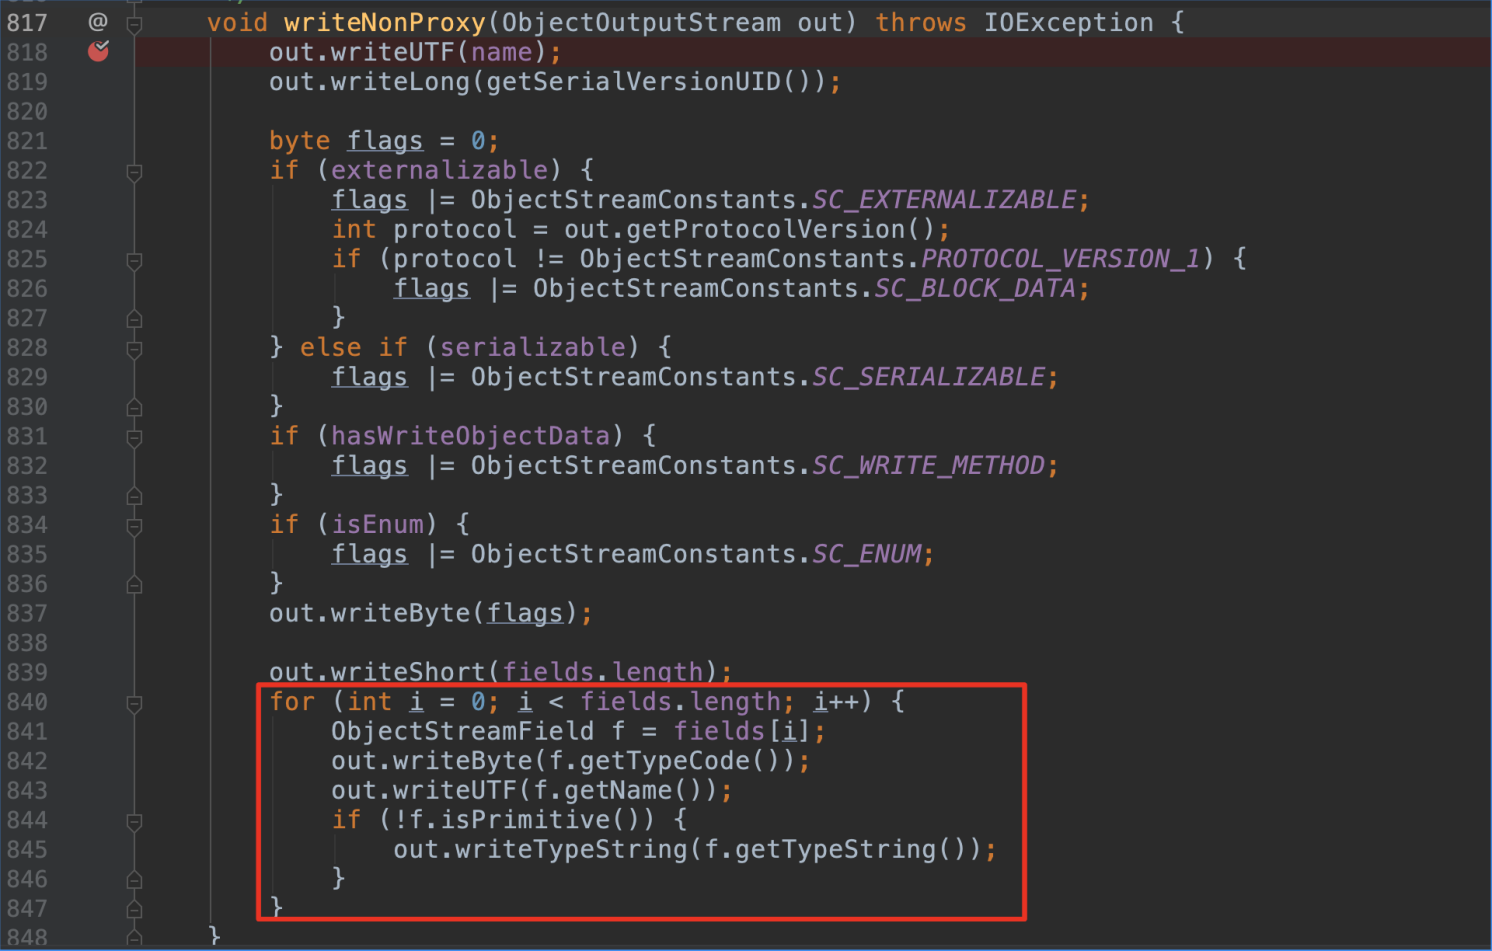 817 @ void writeNonProxy(ObjectOutputStream out) throws IOException {
818 out.writeUTF(name);
819 out.writeLong(getSerialVersionUID());
820
821 byte flags = 0;
822 if (externalizable) {
823 flags |= ObjectStreamConstants.SC_EXTERNALIZABLE;
824 int protocol = out.getProtocolVersion();
825 if (protocol != ObjectStreamConstants.PROTOCOL_VERSION_1) {
826 flags |= ObjectStreamConstants.SC_BLOCK_DATA;
827 }
828 } else if (serializable) {
829 flags |= ObjectStreamConstants.SC_SERIALIZABLE;
830 }
831 if (hasWriteObjectData) {
832 flags |= ObjectStreamConstants.SC_WRITE_METHOD;
833 }
834 if (isEnum) {
835 flags |= ObjectStreamConstants.SC_ENUM;
836 }
837 out.writeByte(flags);
838
839 out.writeShort(fields.length);
840 for (int i = 0; i < fields.length; i++) {
841 ObjectStreamField f = fields[i];
842 out.writeByte(f.getTypeCode());
843 out.writeUTF(f.getName());
844 if (!f.isPrimitive()) {
845 out.writeTypeString(f.getTypeString());
846 }
847 }
848 }